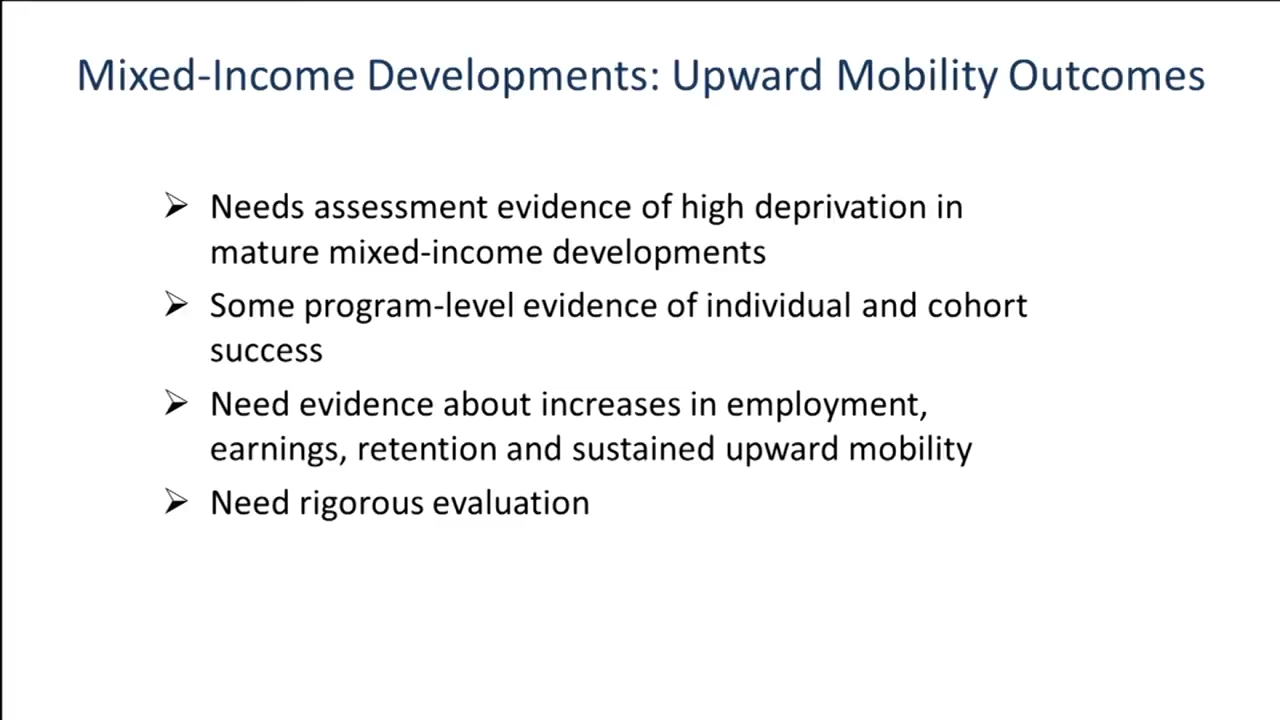 Mixed-Income Developments: Upward Mobility Outcomes
Needs assessment evidence of high deprivation in
mature mixed-income developments
Some program-level evidence of individual and cohort
success
Need evidence about increases in employment,
earnings, retention and sustained upward mobility
Need rigorous evaluation